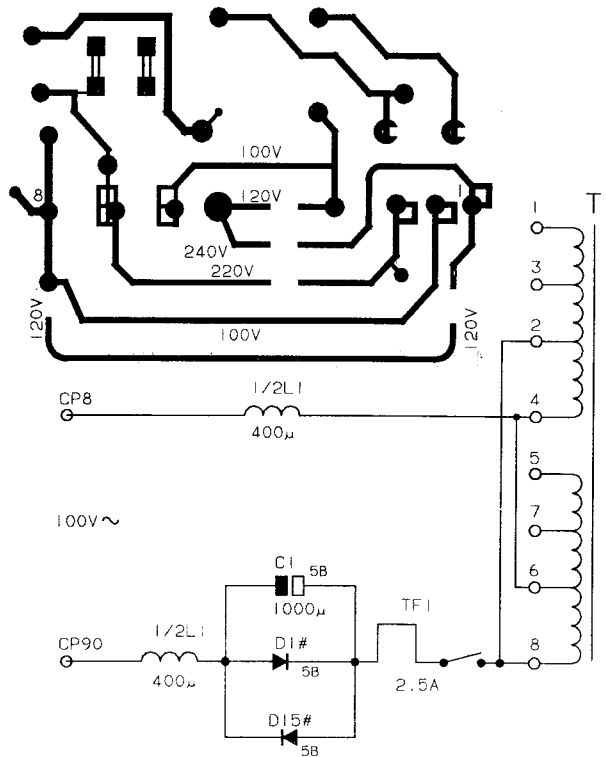 100V
120V
8
1
240V
220V
120V
100V
120V
T
1
3
2
4
5
7
6
8
CP8
1/2L1
400µ
100V~
C1
5B
1000µ
TF1
CP90
1/2L1
400µ
D1#
5B
2.5A
D15#
5B